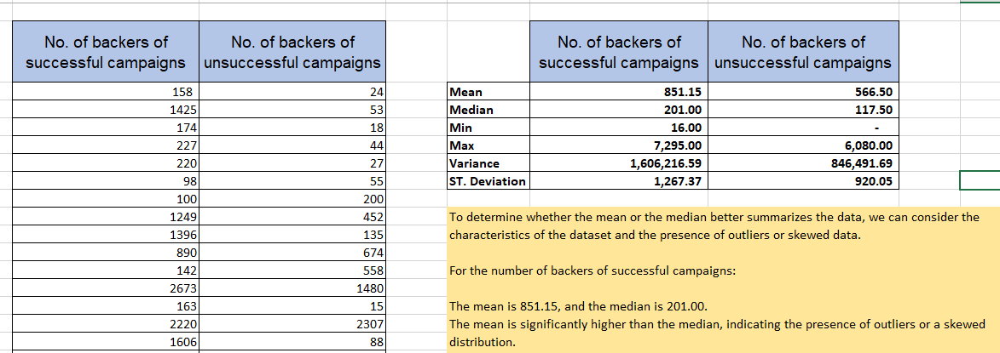 No. of backers of successful campaigns No. of backers of unsuccessful campaigns
158 24
1425 53
174 18
227 44
220 27
98 55
100 200
1249 452
1396 135
890 674
142 558
2673 1480
163 15
2220 2307
1606 88
No. of backers of successful campaigns No. of backers of unsuccessful campaigns
Mean 851.15 566.50
Median 201.00 117.50
Min 16.00 -
Max 7,295.00 6,080.00
Variance 1,606,216.59 846,491.69
ST. Deviation 1,267.37 920.05
To determine whether the mean or the median better summarizes the data, we can consider the
characteristics of the dataset and the presence of outliers or skewed data.
For the number of backers of successful campaigns:
The mean is 851.15, and the median is 201.00.
The mean is significantly higher than the median, indicating the presence of outliers or a skewed
distribution.